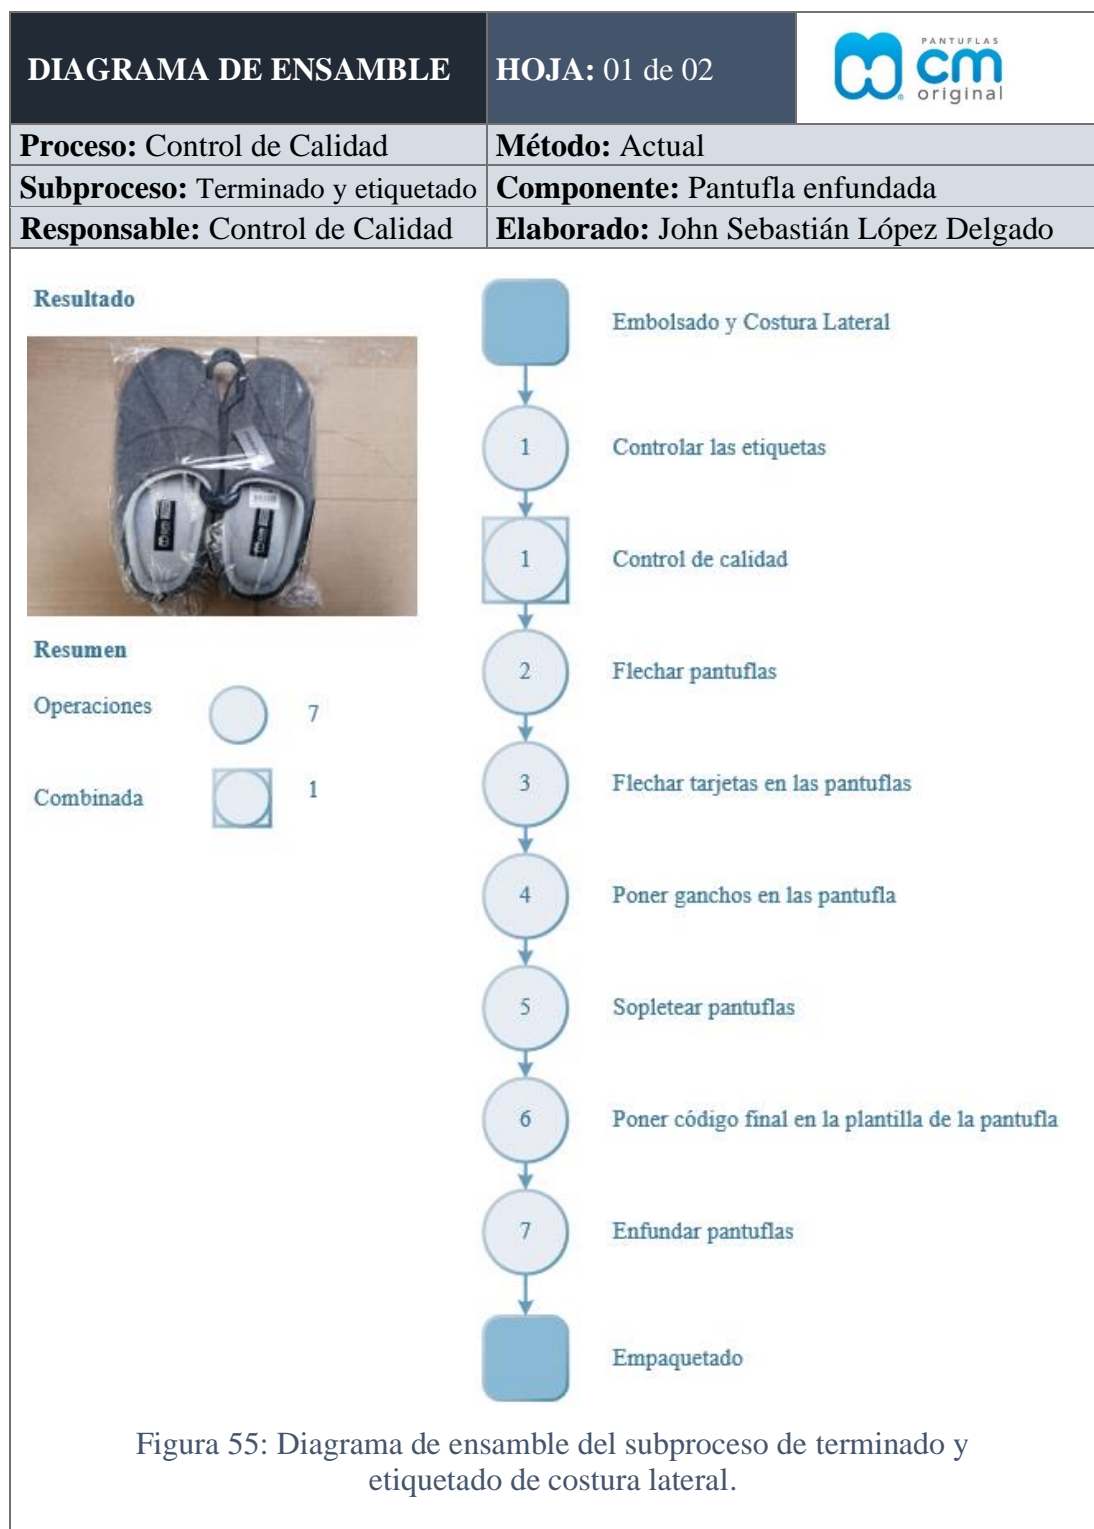 DIAGRAMA DE ENSAMBLE
HOJA: 01 de 02
PANTUFLAS
cm
original
Proceso: Control de Calidad
Método: Actual
Subproceso: Terminado y etiquetado
Componente: Pantufla enfundada
Responsable: Control de Calidad
Elaborado: John Sebastián López Delgado
Resultado
Resumen
Operaciones
7
Combinada
1
Embolsado y Costura Lateral
1
Controlar las etiquetas
1
Control de calidad
2
Flechar pantuflas
3
Flechar tarjetas en las pantuflas
4
Poner ganchos en las pantufla
5
Sopletear pantuflas
6
Poner código final en la plantilla de la pantufla
7
Enfundar pantuflas
Empaquetado
Figura 55: Diagrama de ensamble del subproceso de terminado y
etiquetado de costura lateral.